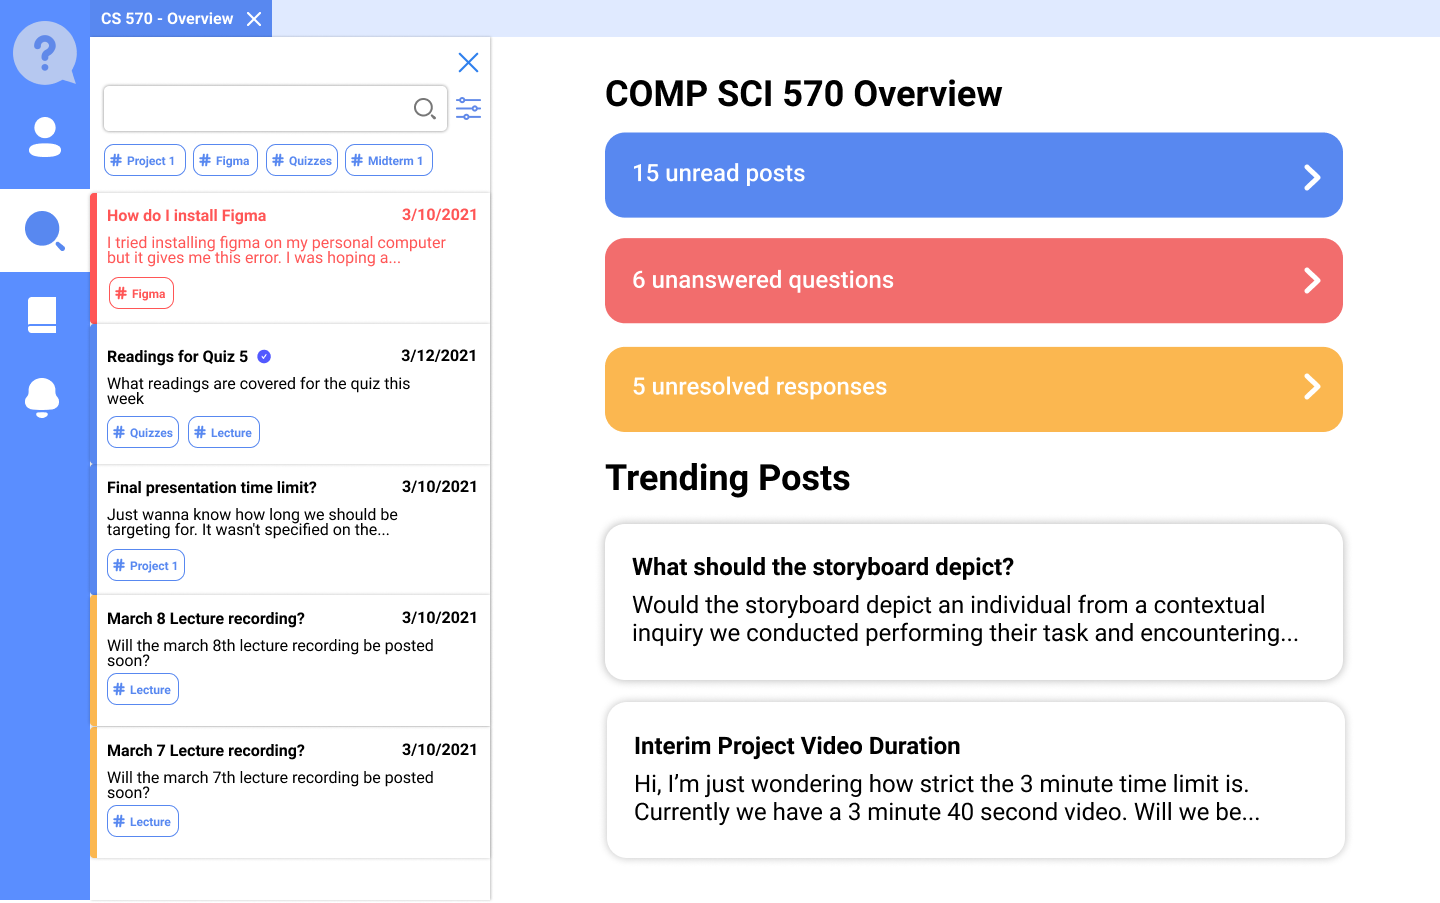 CS 570 - Overview
?
# Project 1
# Figma
# Quizzes
# Midterm 1
How do I install Figma
3/10/2021
I tried installing figma on my personal computer
but it gives me this error. I was hoping a...
# Figma
Readings for Quiz 5
3/12/2021
What readings are covered for the quiz this
week
# Quizzes
# Lecture
Final presentation time limit?
3/10/2021
Just wanna know how long we should be
targeting for. It wasn't specified on the...
# Project 1
March 8 Lecture recording?
3/10/2021
Will the march 8th lecture recording be posted
soon?
# Lecture
March 7 Lecture recording?
3/10/2021
Will the march 7th lecture recording be posted
soon?
# Lecture
COMP SCI 570 Overview
15 unread posts
6 unanswered questions
5 unresolved responses
Trending Posts
What should the storyboard depict?
Would the storyboard depict an individual from a contextual
inquiry we conducted performing their task and encountering...
Interim Project Video Duration
Hi, I’m just wondering how strict the 3 minute time limit is.
Currently we have a 3 minute 40 second video. Will we be...